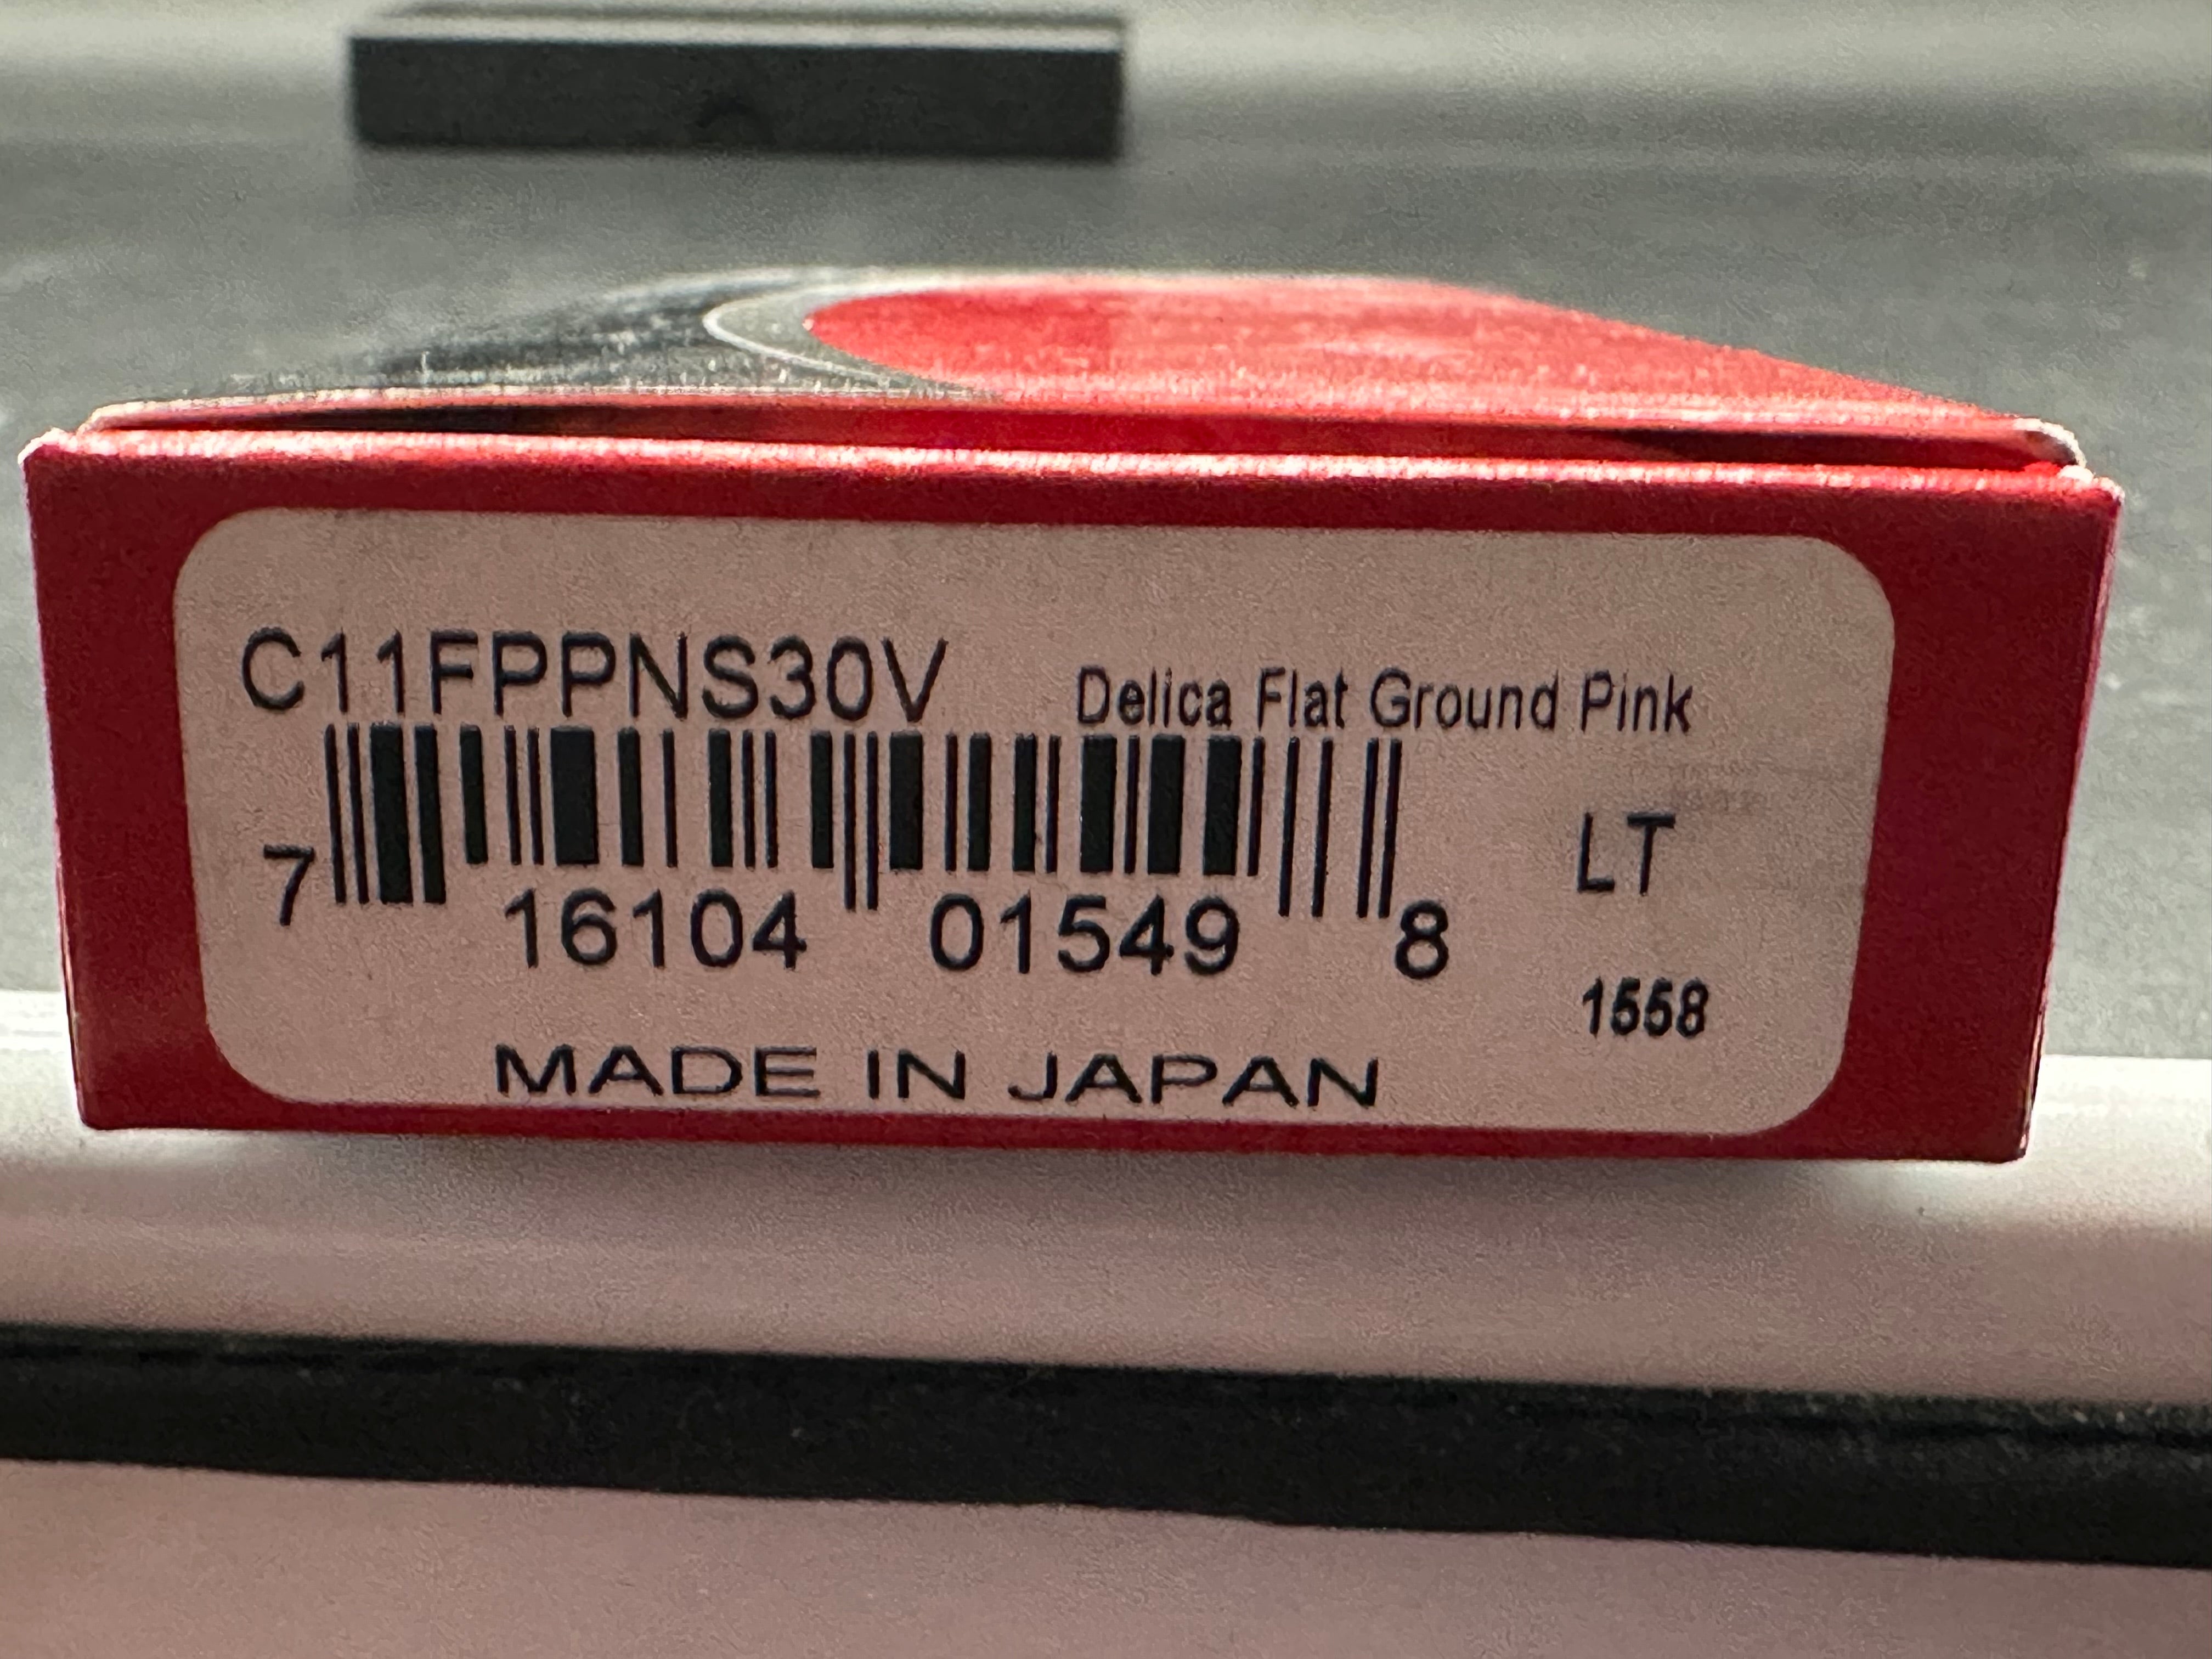 C11FPPNS30V
Delica Flat Ground Pink
7 16104 01549 8
LT
1558
MADE IN JAPAN